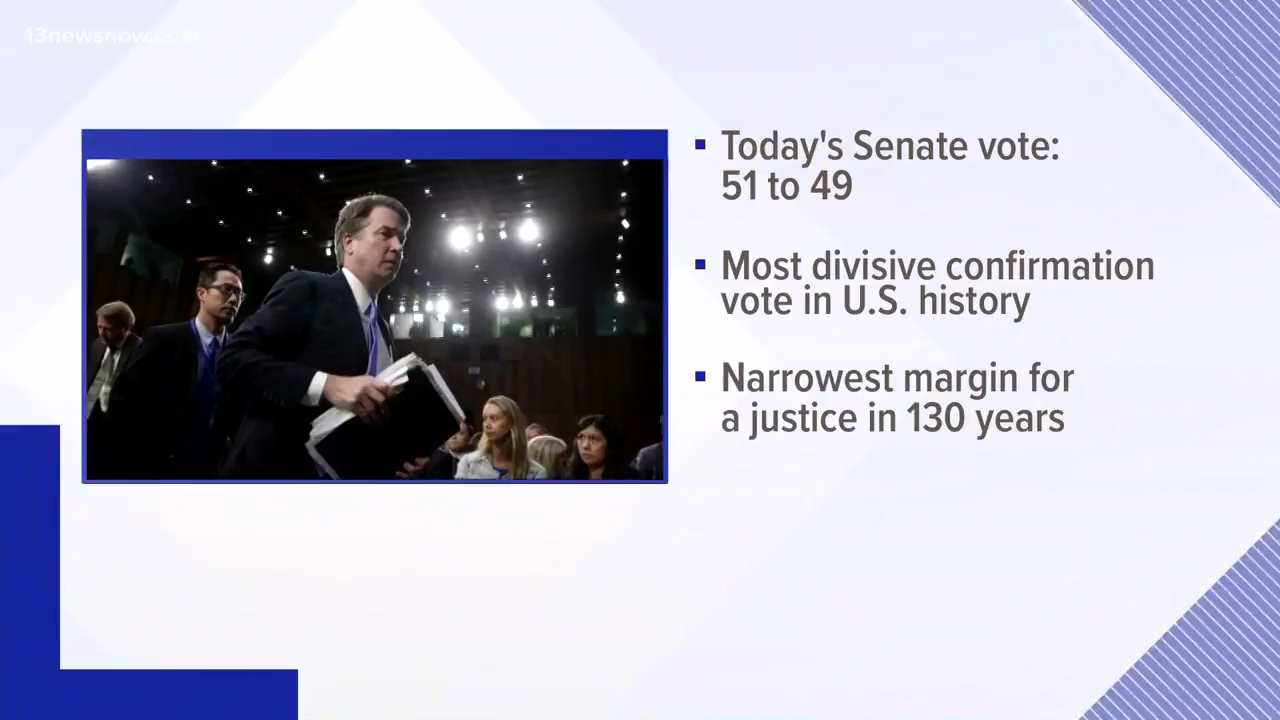 13newsnow.com
Today's Senate vote:
51 to 49
Most divisive confirmation
vote in U.S. history
Narrowest margin for
a justice in 130 years